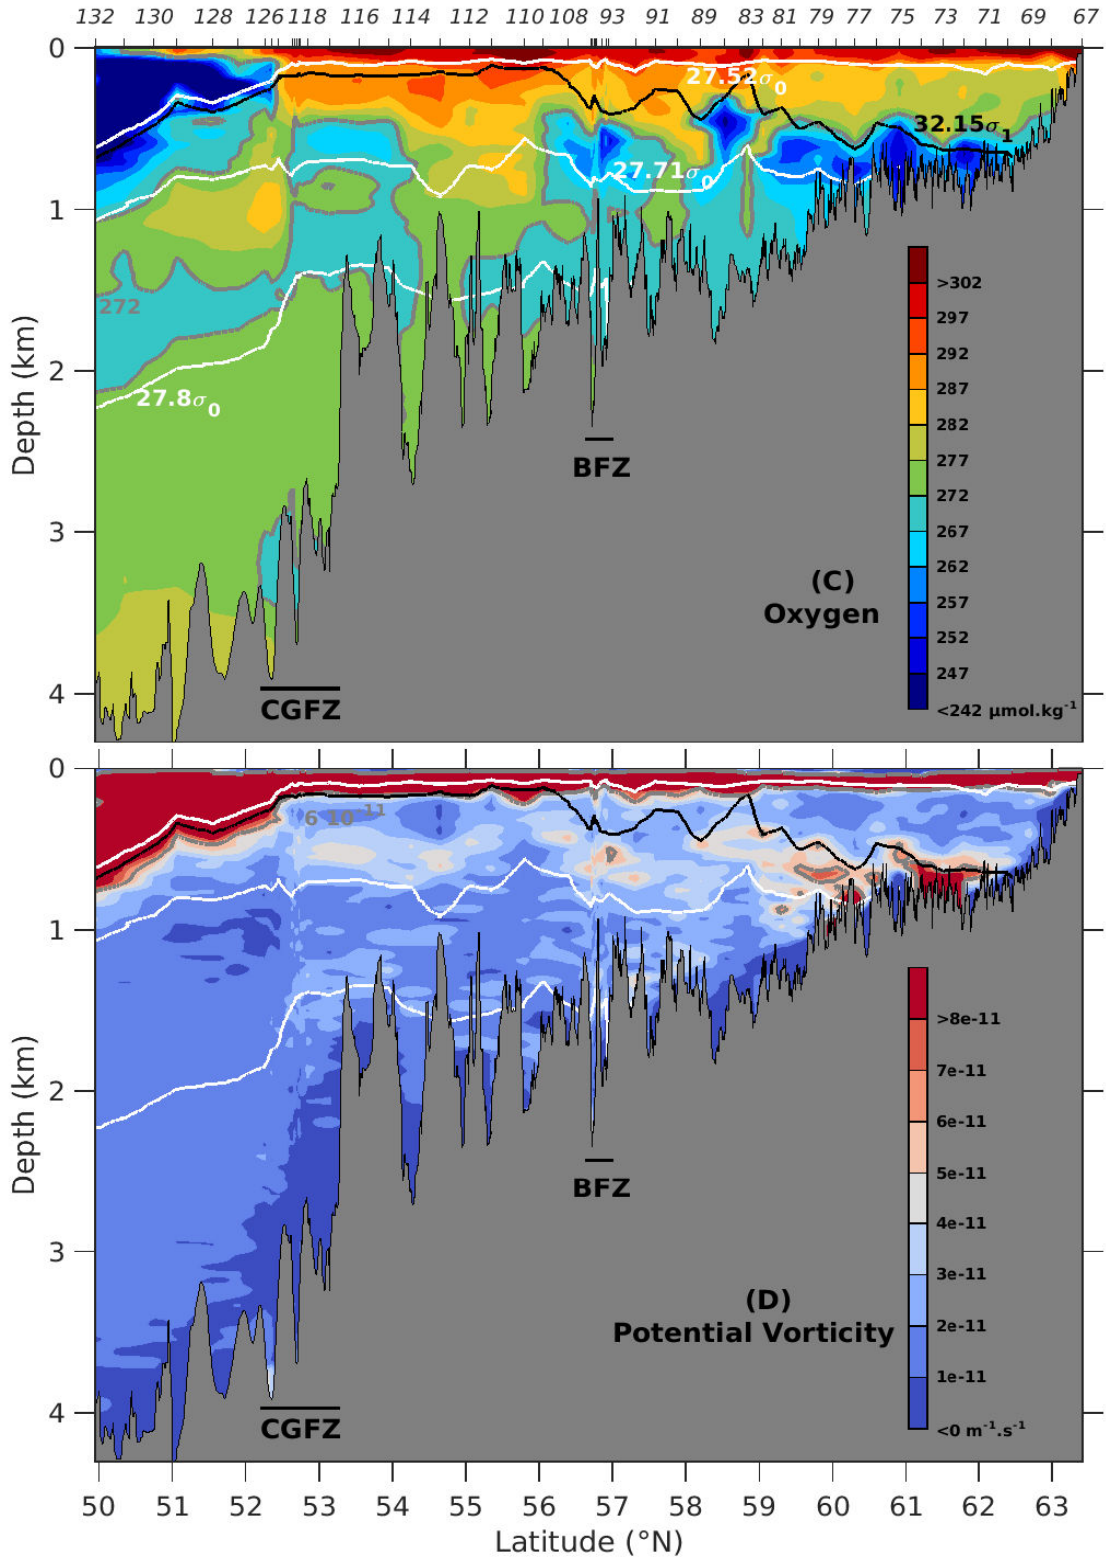 132 130 128 126 118 116 114 110 108 93 91 89 83 81 79 77 75 73 71 69 67
0
27.52σ0
32.15σ1
27.71σ0
1
272
>302
297
292
2
27.8σ0
287
282
BFZ
277
272
267
3
262
(C)
Oxygen
257
252
247
4
CGFZ
<242 μmol.kg-1
0
6 10-11
1
>8e-11
7e-11
2
6e-11
BFZ
5e-11
4e-11
3
3e-11
(D)
Potential Vorticity
2e-11
1e-11
4
CGFZ
<0 m-1.s-1
Depth (km)
Depth (km)
50 51 52 53 54 55 56 57 58 59 60 61 62 63
Latitude (°N)